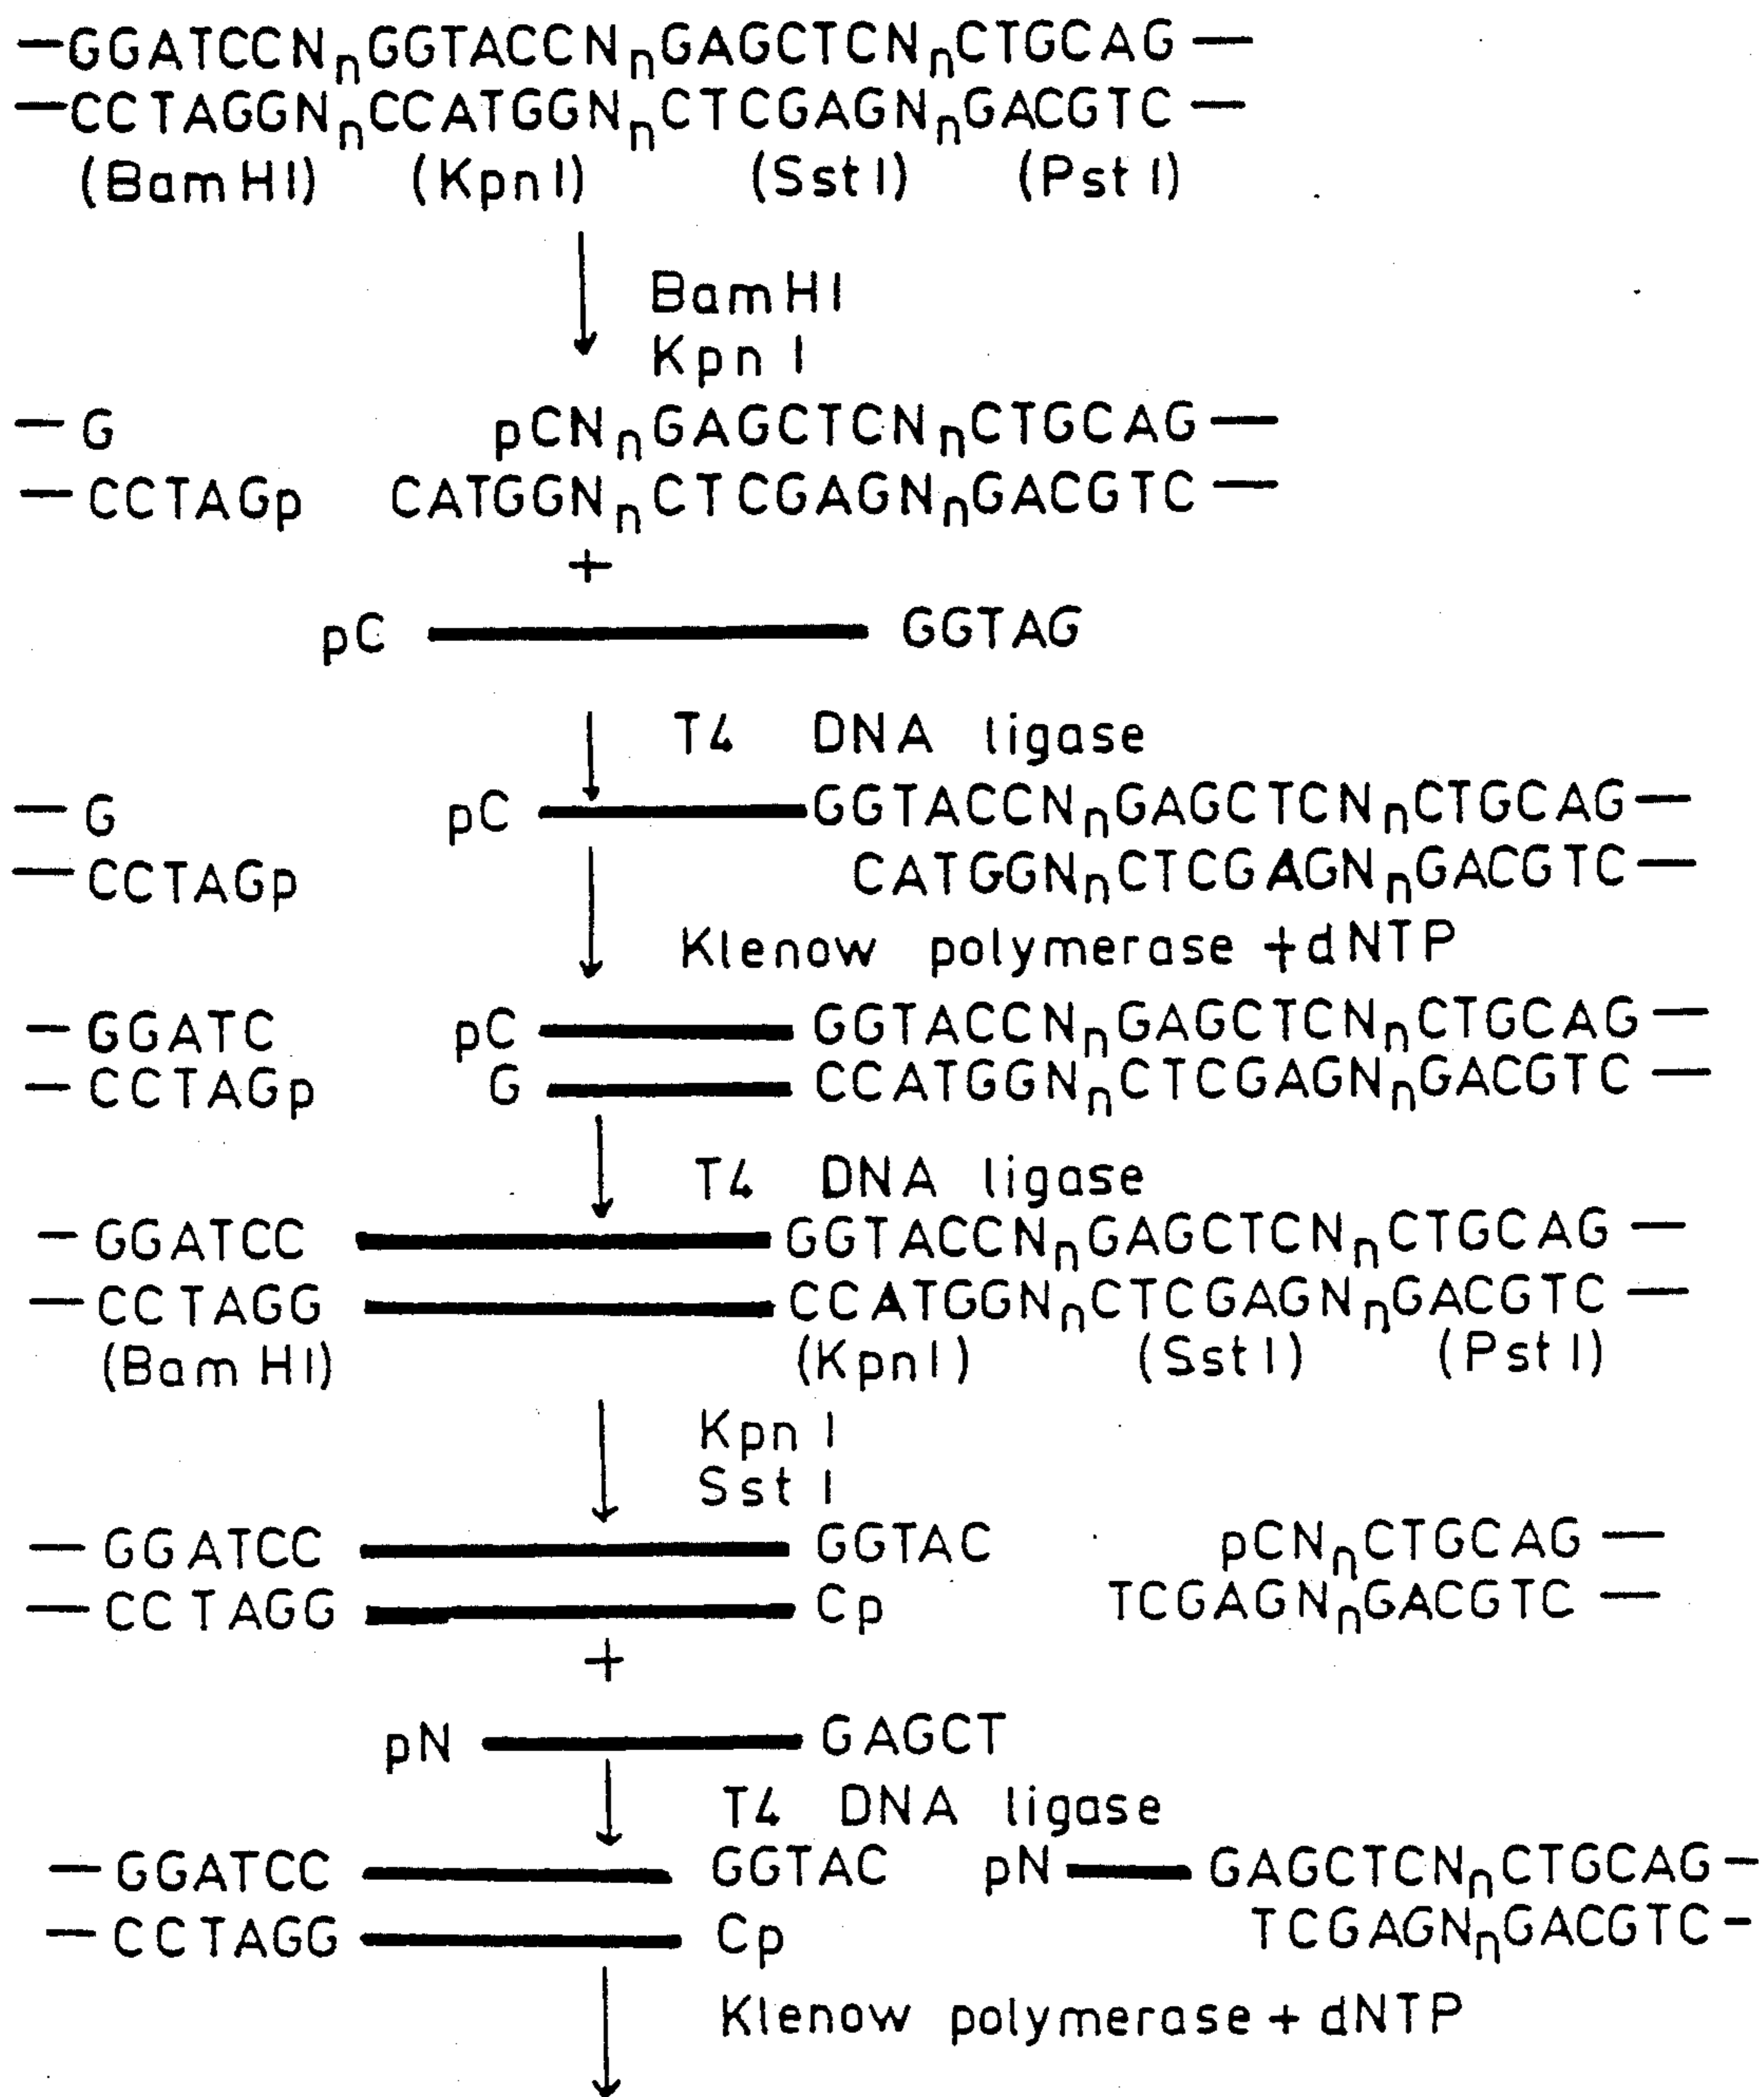 —GGATCCNnGGTACCNnGAGCTCNnCTGCAG—
—CCTAGGNnCCATGGNnCTCGAGNnGACGTC—
(BamHI) (KpnI) (SstI) (PstI)
BamHI
KpnI
—G pCNnGAGCTCNnCTGCAG—
—CCTAGp CATGGNnCTCGAGNnGACGTC—
+
pC GGTAG
T4 DNA ligase
—G pC GGTACCNnGAGCTCNnCTGCAG—
—CCTAGp CATGGNnCTCGAGNnGACGTC—
Klenow polymerase +dNTP
—GGATC pC GGTACCNnGAGCTCNnCTGCAG—
—CCTAGp G CCATGGNnCTCGAGNnGACGTC—
T4 DNA ligase
—GGATCC GGTACCNnGAGCTCNnCTGCAG—
—CCTAGG CCATGGNnCTCGAGNnGACGTC—
(BamHI) (KpnI) (SstI) (PstI)
KpnI
SstI
—GGATCC GGTAC pCNnCTGCAG—
—CCTAGG Cp TCGAGNnGACGTC—
+
pN GAGCT
T4 DNA ligase
—GGATCC GGTAC pN GAGCTCNnCTGCAG—
—CCTAGG Cp TCGAGNnGACGTC-
Klenow polymerase + dNTP